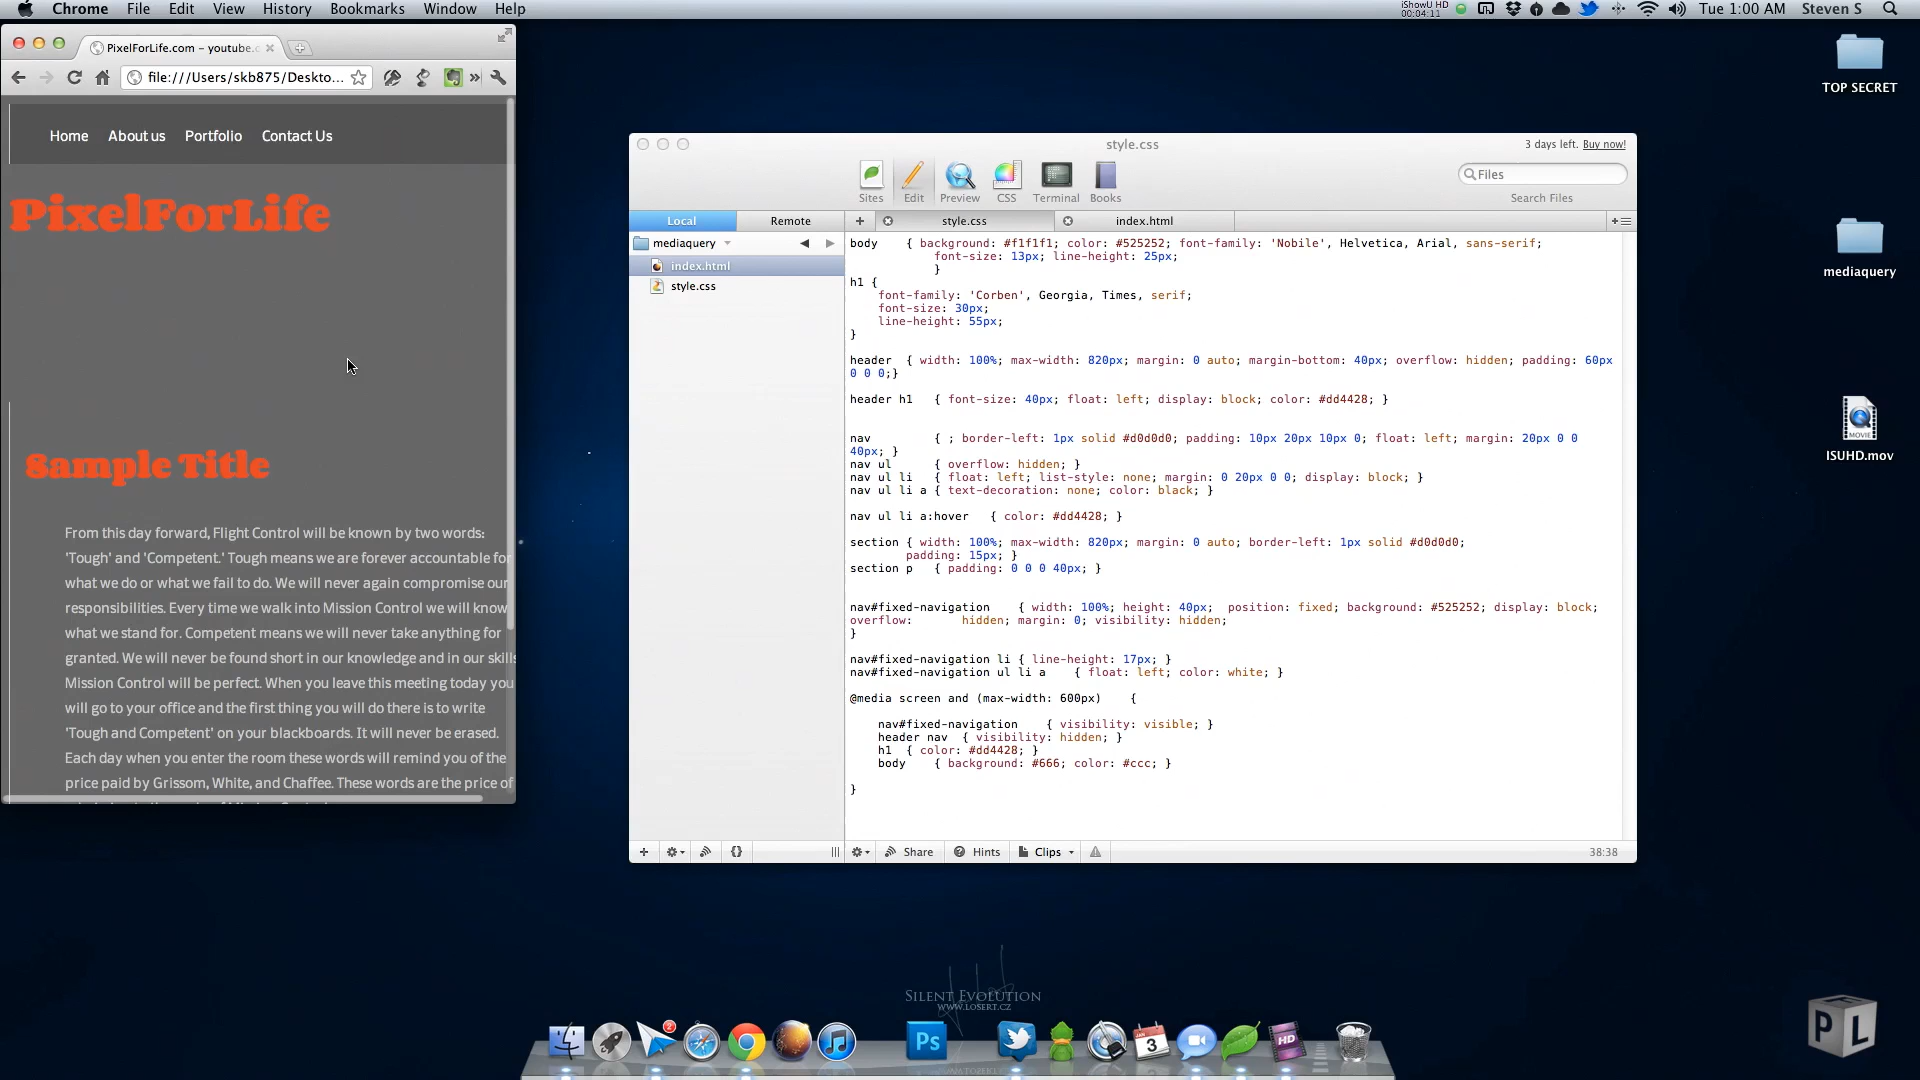 Chrome File Edit View History Bookmarks Window Help
iShowU HD
00:04:11
Tue 1:00 AM Steven S
PixelForLife.com – youtube.c
file:///Users/skb875/Deskto...
Home About us Portfolio Contact Us
PixelForLife
Sample Title
From this day forward, Flight Control will be known by two words:
'Tough' and 'Competent.' Tough means we are forever accountable for
what we do or what we fail to do. We will never again compromise our
responsibilities. Every time we walk into Mission Control we will know
what we stand for. Competent means we will never take anything for
granted. We will never be found short in our knowledge and in our skills
Mission Control will be perfect. When you leave this meeting today you
will go to your office and the first thing you will do there is to write
'Tough and Competent' on your blackboards. It will never be erased.
Each day when you enter the room these words will remind you of the
price paid by Grissom, White, and Chaffee. These words are the price of
style.css
3 days left. Buy now!
Sites Edit Preview CSS Terminal Books
Files
Search Files
Local Remote
style.css index.html
mediaquery
index.html
style.css
body { background: #f1f1f1; color: #525252; font-family: 'Nobile', Helvetica, Arial, sans-serif;
font-size: 13px; line-height: 25px;
}
h1 {
font-family: 'Corben', Georgia, Times, serif;
font-size: 30px;
line-height: 55px;
}
header { width: 100%; max-width: 820px; margin: 0 auto; margin-bottom: 40px; overflow: hidden; padding: 60px
0 0 0;}
header h1 { font-size: 40px; float: left; display: block; color: #dd4428; }
nav { ; border-left: 1px solid #d0d0d0; padding: 10px 20px 10px 0; float: left; margin: 20px 0 0
40px; }
nav ul { overflow: hidden; }
nav ul li { float: left; list-style: none; margin: 0 20px 0 0; display: block; }
nav ul li a { text-decoration: none; color: black; }
nav ul li a:hover { color: #dd4428; }
section { width: 100%; max-width: 820px; margin: 0 auto; border-left: 1px solid #d0d0d0;
padding: 15px; }
section p { padding: 0 0 0 40px; }
nav#fixed-navigation { width: 100%; height: 40px; position: fixed; background: #525252; display: block;
overflow: hidden; margin: 0; visibility: hidden;
}
nav#fixed-navigation li { line-height: 17px; }
nav#fixed-navigation ul li a { float: left; color: white; }
@media screen and (max-width: 600px) {
nav#fixed-navigation { visibility: visible; }
header nav { visibility: hidden; }
h1 { color: #dd4428; }
body { background: #666; color: #ccc; }
}
Share Hints Clips
38:38
TOP SECRET
mediaquery
MOVIE
ISUHD.mov
SILENT EVOLUTION
WWW.LOSERT.CZ
2
Ps
JAN
3
HD
PL